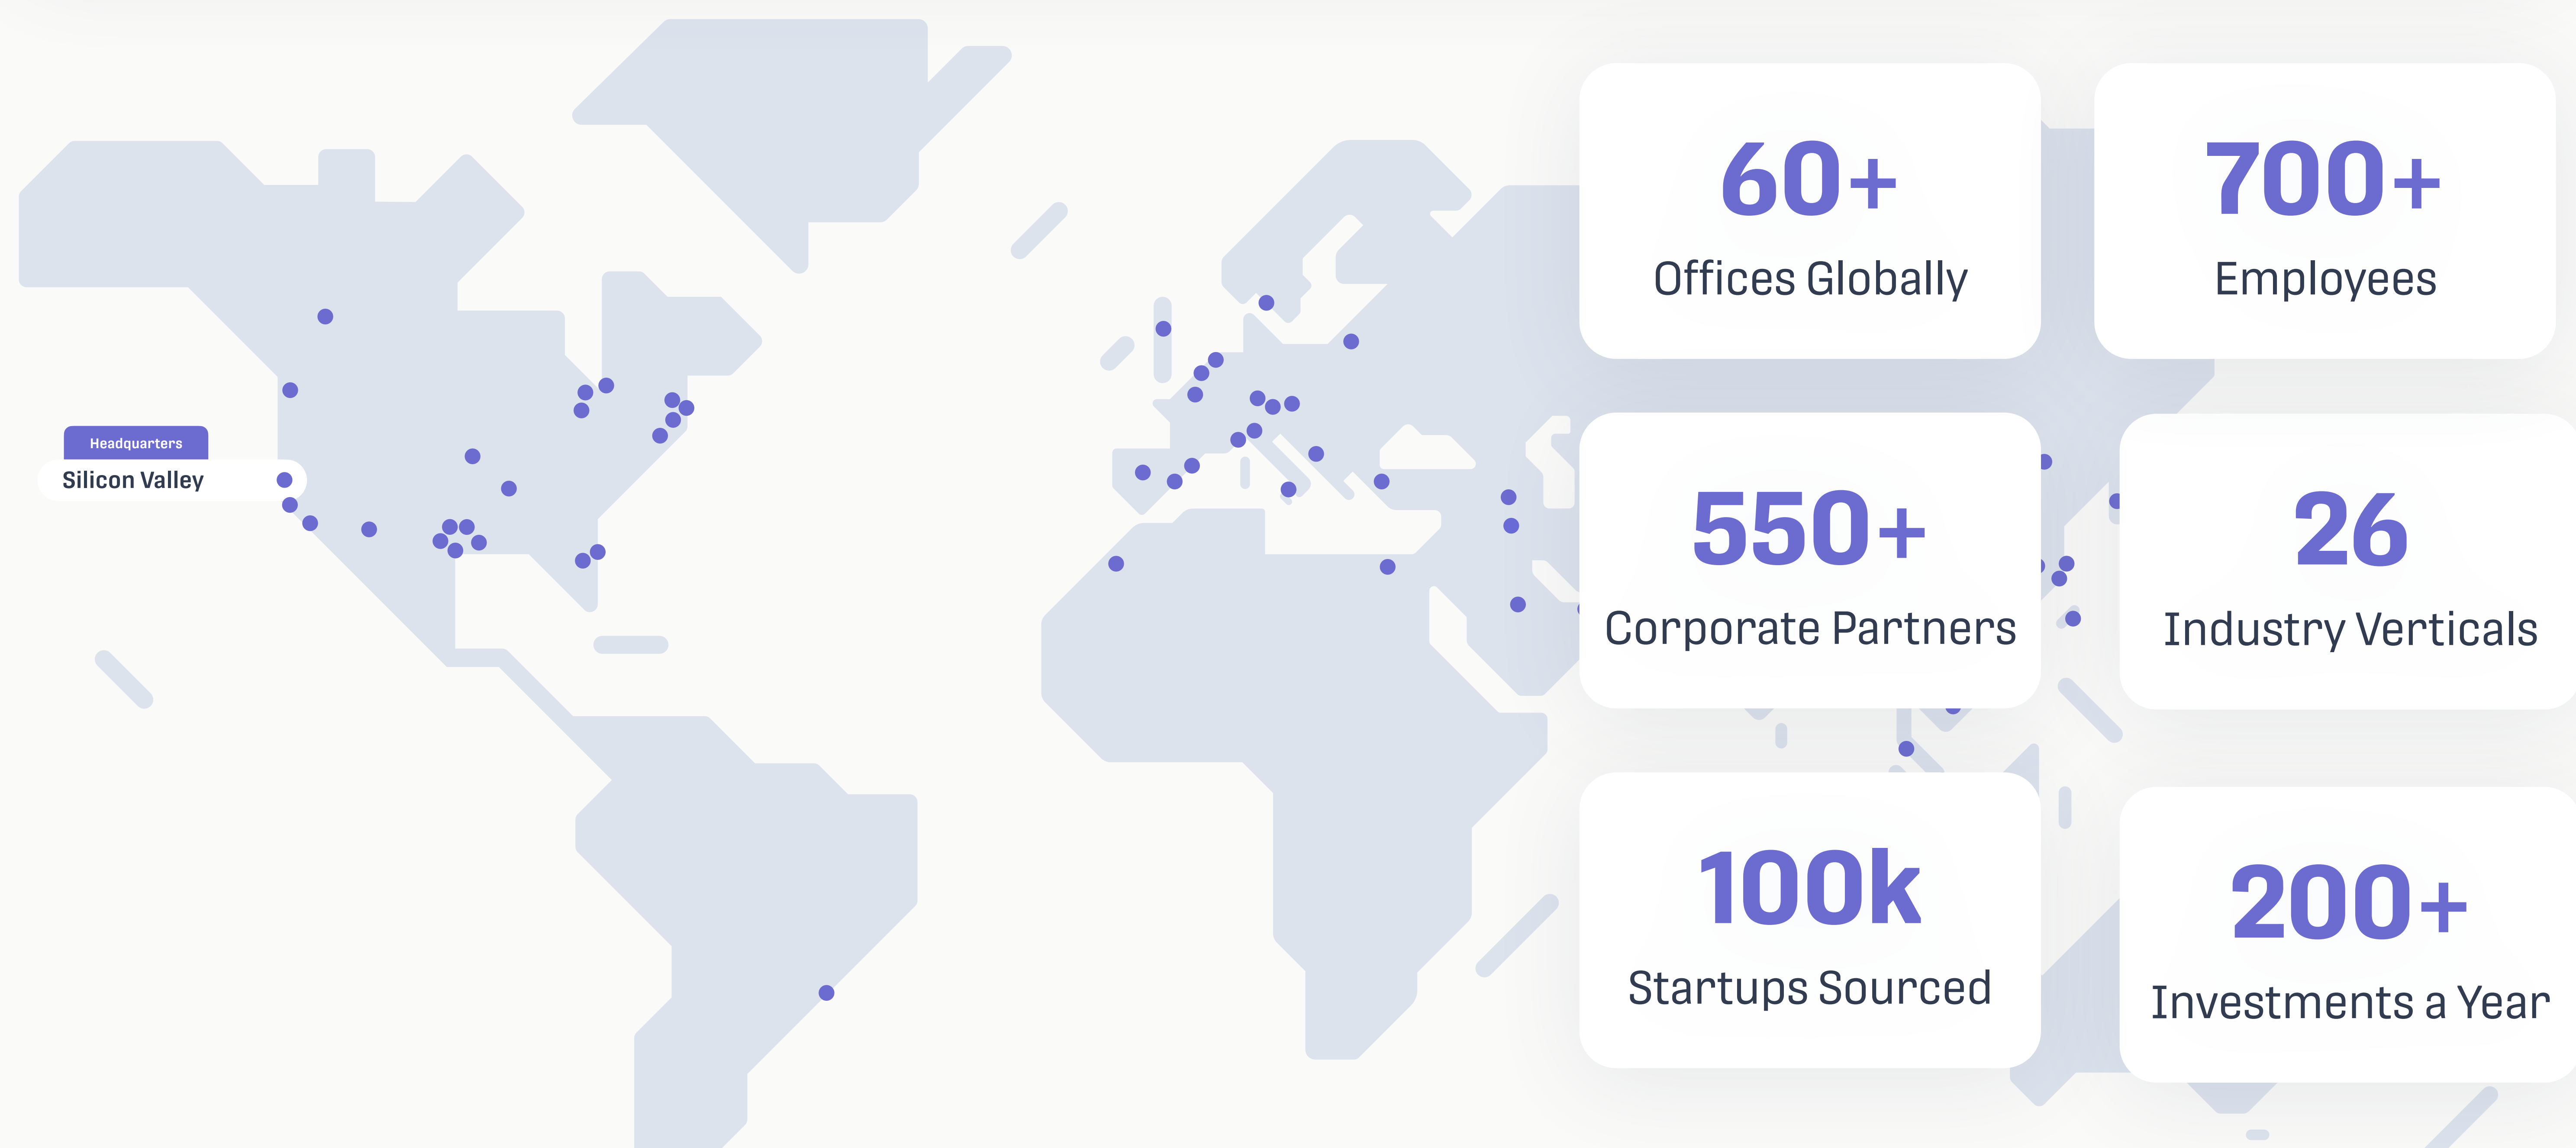 Headquarters
Silicon Valley
60+
Offices Globally
700+
Employees
550+
Corporate Partners
26
Industry Verticals
100k
Startups Sourced
200+
Investments a Year